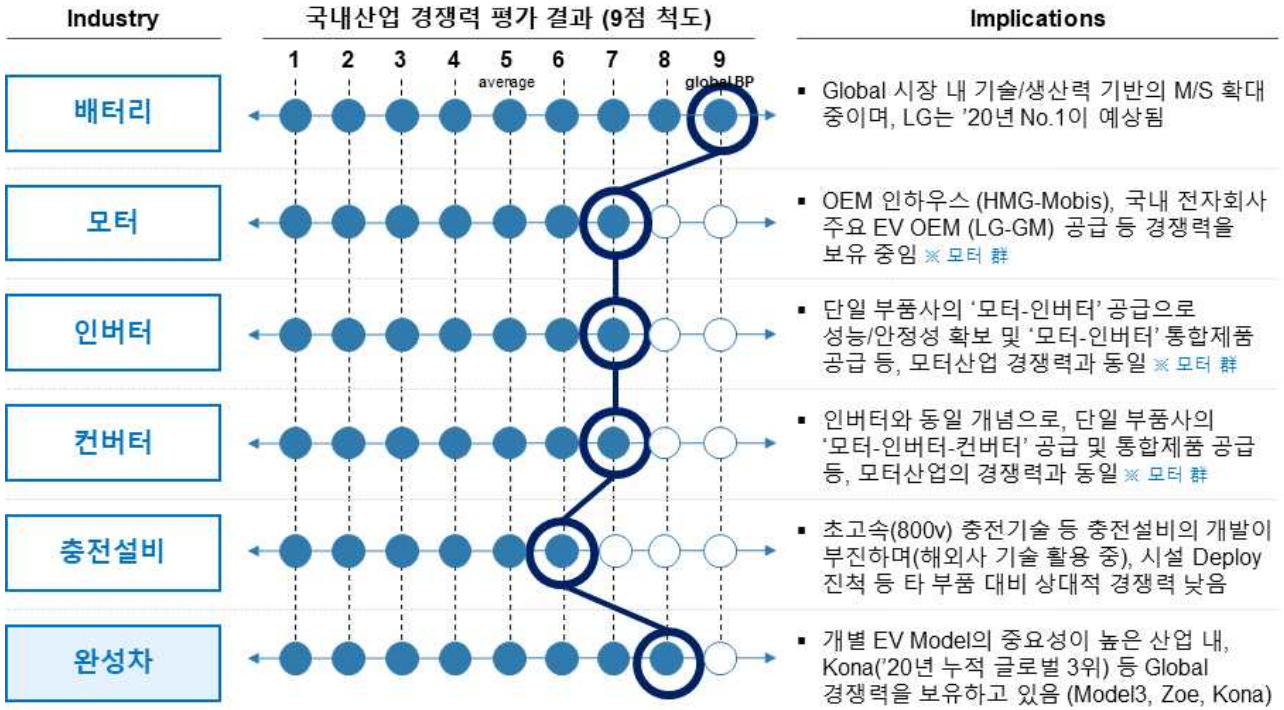 Industry
국내산업 경쟁력 평가 결과 (9점 척도)
Implications
1 2 3 4 5 6 7 8 9
average
global BP
배터리
▪ Global 시장 내 기술/생산력 기반의 M/S 확대
중이며, LG는 ’20년 No.1이 예상됨
모터
▪ OEM 인하우스 (HMG-Mobis), 국내 전자회사
주요 EV OEM (LG-GM) 공급 등 경쟁력을
보유 중임 ※ 모터 群
인버터
▪ 단일 부품사의 ‘모터-인버터’ 공급으로
성능/안정성 확보 및 ‘모터-인버터’ 통합제품
공급 등, 모터산업 경쟁력과 동일 ※ 모터 群
컨버터
▪ 인버터와 동일 개념으로, 단일 부품사의
‘모터-인버터-컨버터’ 공급 및 통합제품 공급
등, 모터산업의 경쟁력과 동일 ※ 모터 群
충전설비
▪ 초고속(800v) 충전기술 등 충전설비의 개발이
부진하며(해외사 기술 활용 중), 시설 Deploy
진척 등 타 부품 대비 상대적 경쟁력 낮음
완성차
▪ 개별 EV Model의 중요성이 높은 산업 내,
Kona(’20년 누적 글로벌 3위) 등 Global
경쟁력을 보유하고 있음 (Model3, Zoe, Kona)